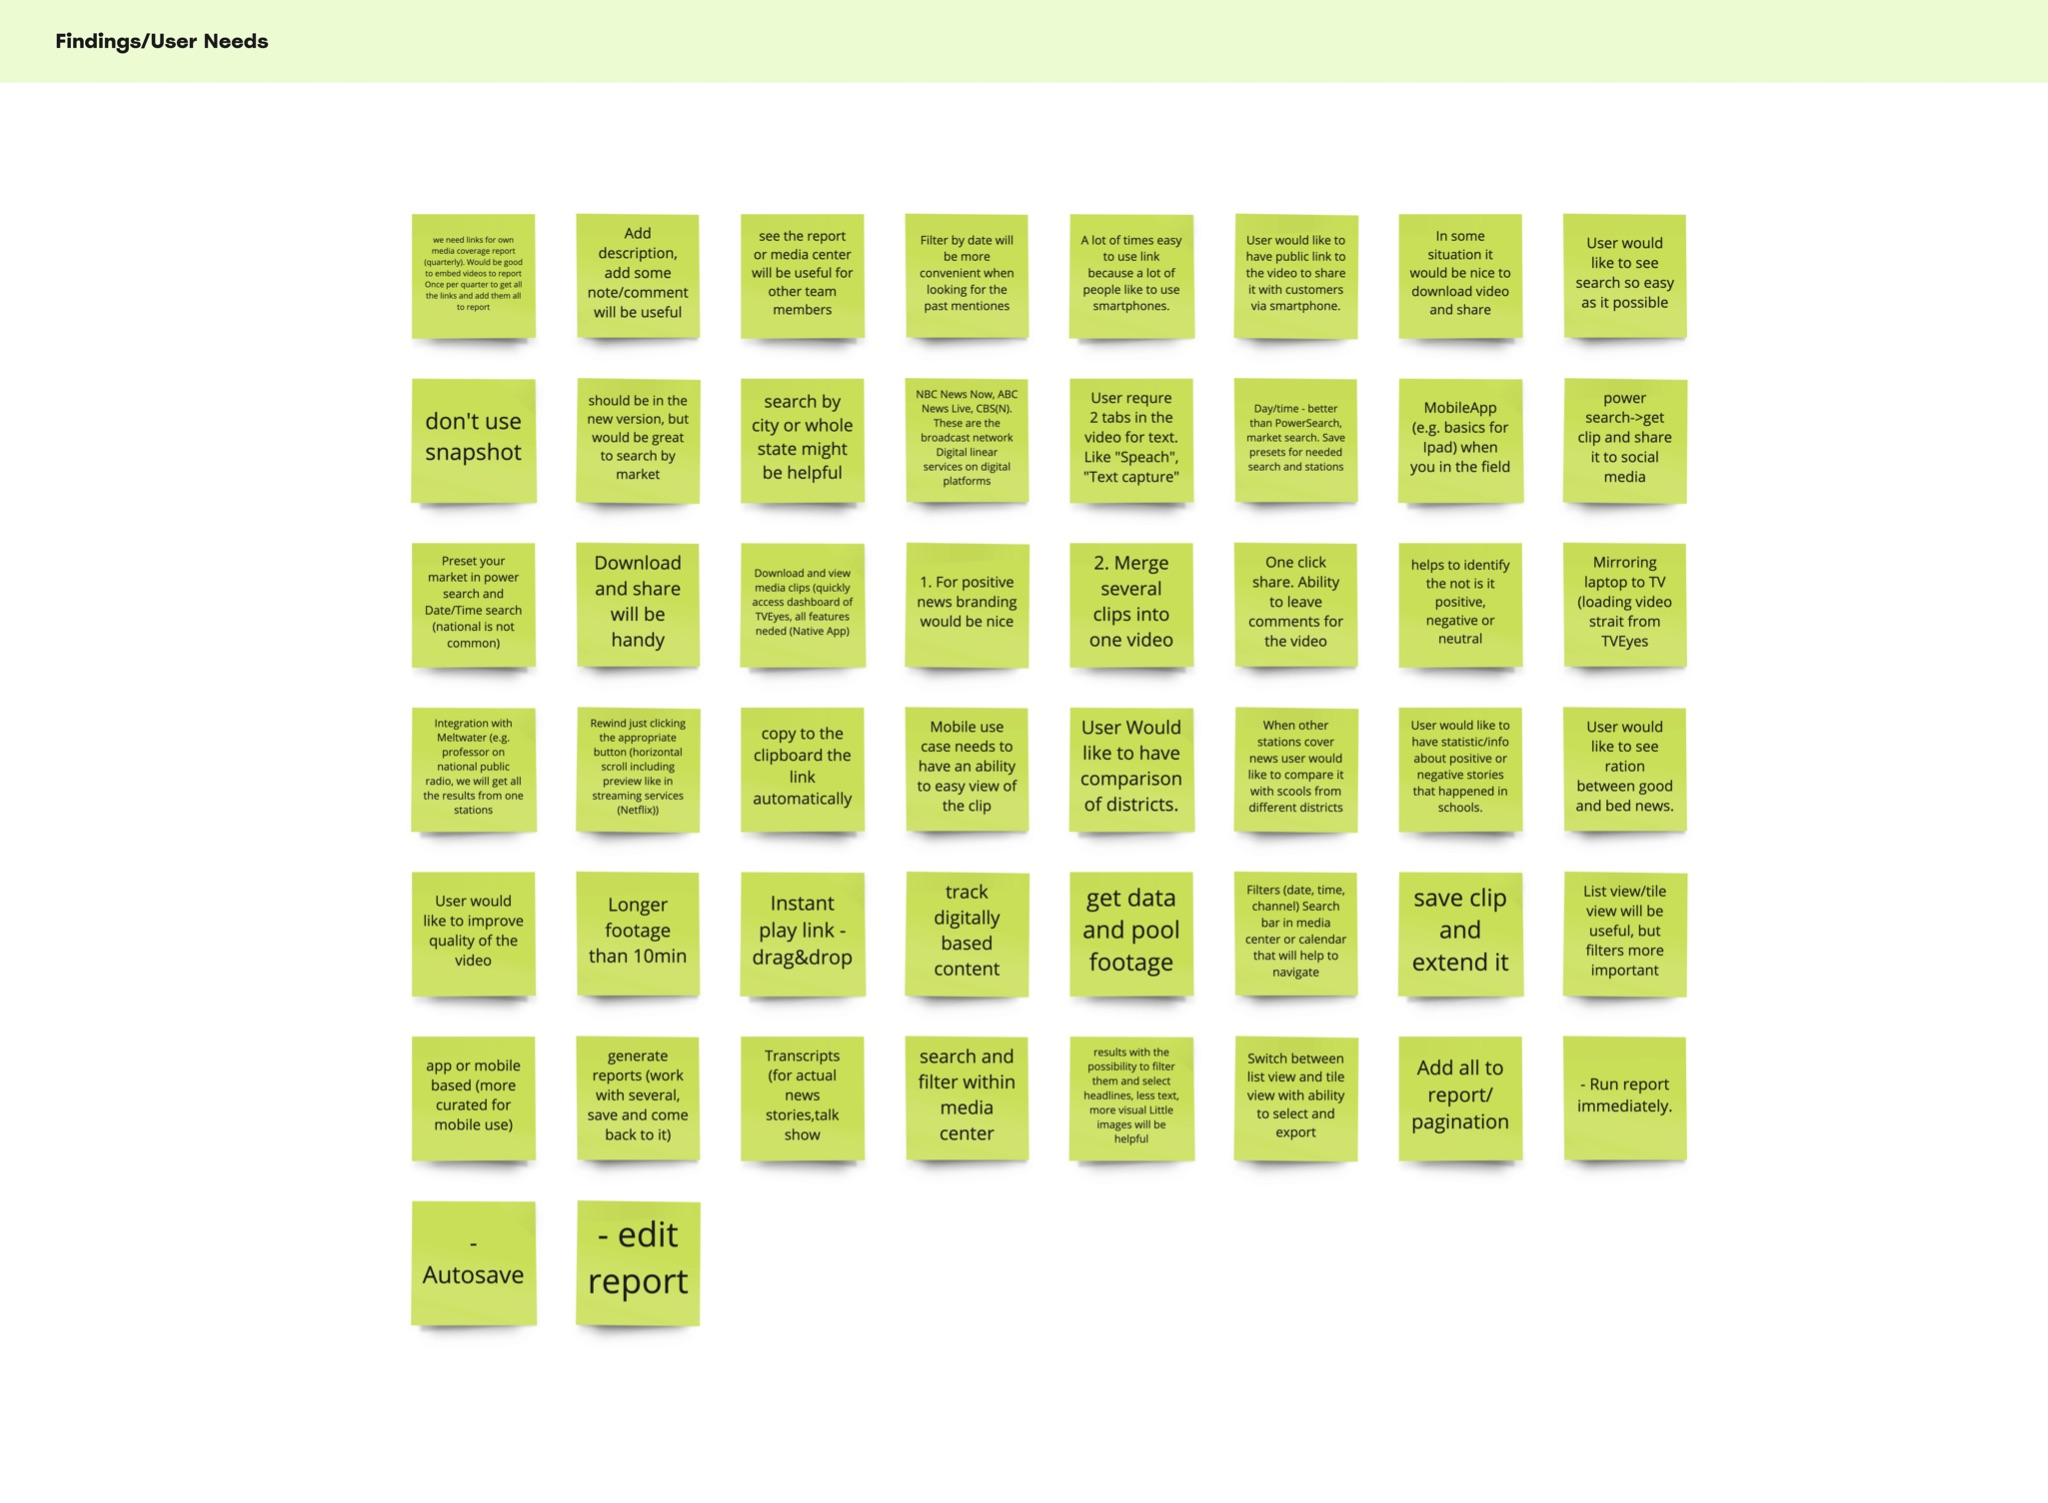 Findings/User Needs
we need links for own
media coverage report
(quarterly). Would be good
to embed videos to report
Once per quarter to get all
the links and add them all
to report
Add
description,
add some
note/comment
will be useful
see the report
or media center
will be useful for
other team
members
Filter by date will
be more
convenient when
looking for the
past mentiones
A lot of times easy
to use link
because a lot of
people like to use
smartphones.
User would like to
have public link to
the video to share
it with customers
via smartphone.
In some
situation it
would be nice to
download video
and share
User would
like to see
search so easy
as it possible
don't use
snapshot
should be in the
new version, but
would be great
to search by
market
search by
city or whole
state might
be helpful
NBC News Now, ABC
News Live, CBS(N).
These are the
broadcast network
Digital linear
services on digital
platforms
User requre
2 tabs in the
video for text.
Like "Speach",
"Text capture"
Day/time - better
than PowerSearch,
market search. Save
presets for needed
search and stations
MobileApp
(e.g. basics for
Ipad) when
you in the field
power
search->get
clip and share
it to social
media
Preset your
market in power
search and
Date/Time search
(national is not
common)
Download
and share
will be
handy
Download and view
media clips (quickly
access dashboard of
TVEyes, all features
neded (Native App)
1. For positive
news branding
would be nice
2. Merge
several
clips into
one video
One click
share. Ability
to leave
comments for
the video
helps to identify
the not is it
positive,
negative or
neutral
Mirroring
laptop to TV
(loading video
strait from
TVEyes
Integration with
Meltwater (e.g.
professor on
national public
radio, we will get all
the results from one
stations
Rewind just clicking
the appropriate
button (horizontal
scroll including
preview like in
streaming services
(Netflix))
copy to the
clipboard the
link
automatically
Mobile use
case needs to
have an ability
to easy view of
the clip
User Would
like to have
comparison
of districts.
When other
stations cover
news user would
like to compare it
with scools from
different districts
User would like to
have statistic/info
about positive or
negative stories
that happened in
schools.
User would
like to see
ration
between good
and bed news.
User would
like to improve
quality of the
video
Longer
footage
than 10min
Instant
play link -
drag&drop
track
digitally
based
content
get data
and pool
footage
Filters (date, time,
channel) Search
bar in media
center or calendar
that will help to
navigate
save clip
and
extend it
List view/tile
view will be
useful, but
filters more
important
app or mobile
based (more
curated for
mobile use)
generate
reports (work
with several,
save and come
back to it)
Transcripts
(for actual
news
stories,talk
show
search and
filter within
media
center
results with the
possibility to filter
them and select
headlines, less text,
more visual Little
images will be
helpful
Switch between
list view and tile
view with ability
to select and
export
Add all to
report/
pagination
- Run report
immediately.
-
Autosave
- edit
report